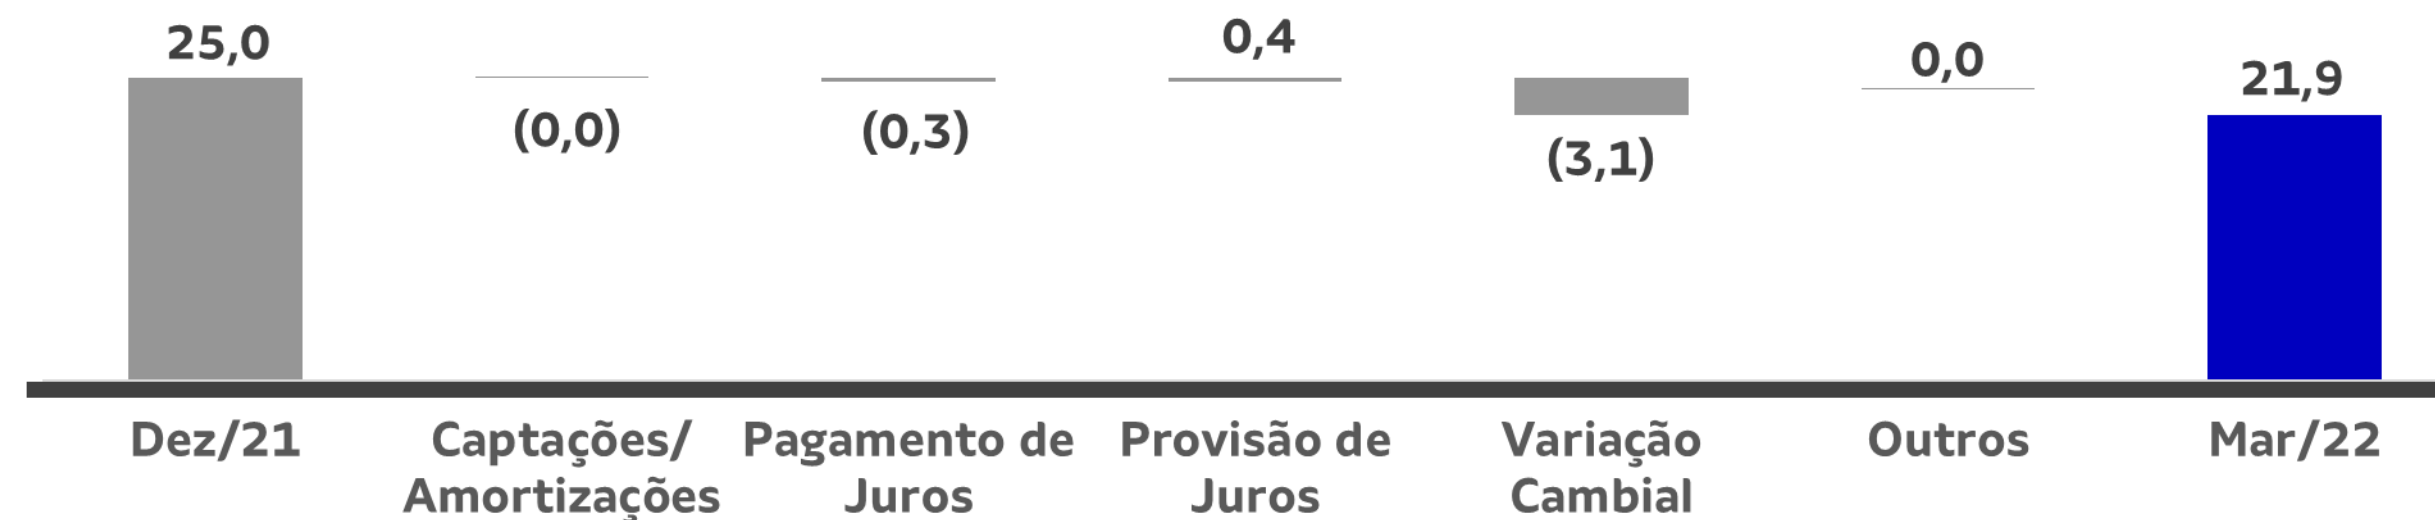 25,0
(0,0)
(0,3)
0,4
(3,1)
0,0
21,9
Dez/21
Captações/
Amortizações
Pagamento de
Juros
Provisão de
Juros
Variação
Cambial
Outros
Mar/22